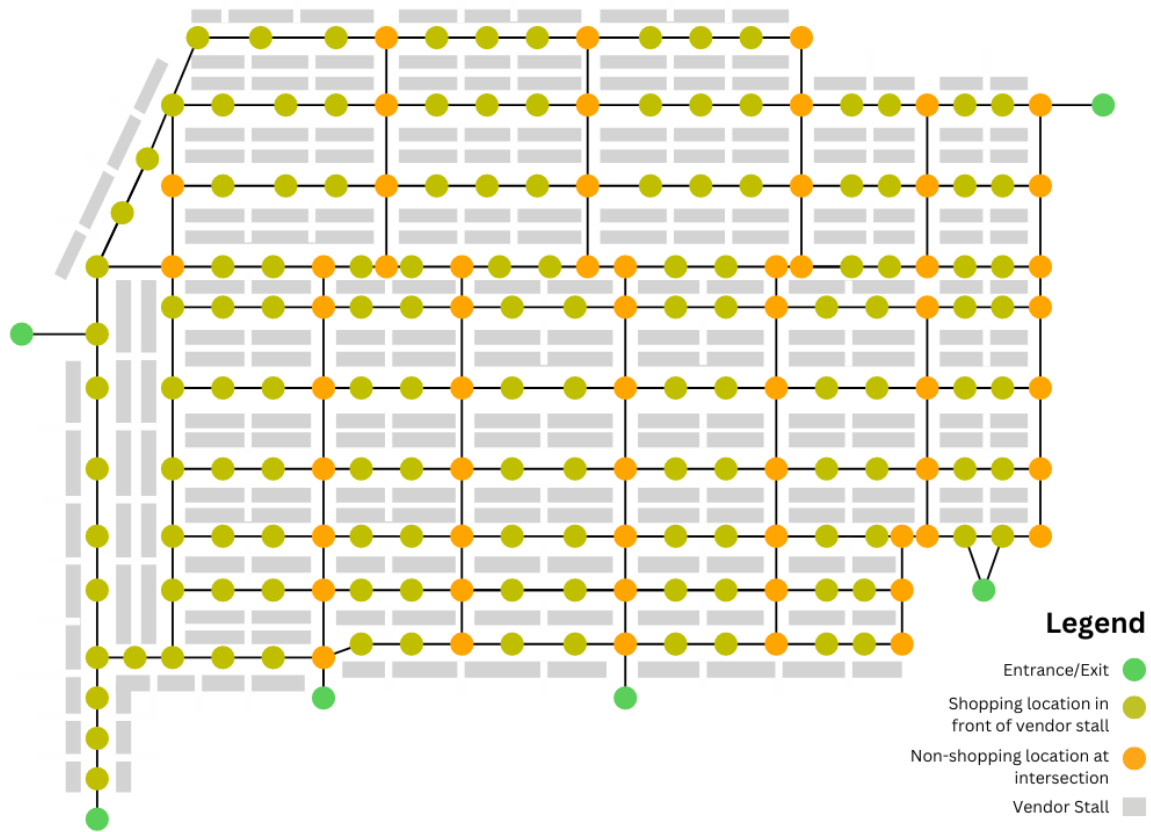 Legend
Entrance/Exit
Shopping location in
front of vendor stall
Non-shopping location at
intersection
Vendor Stall